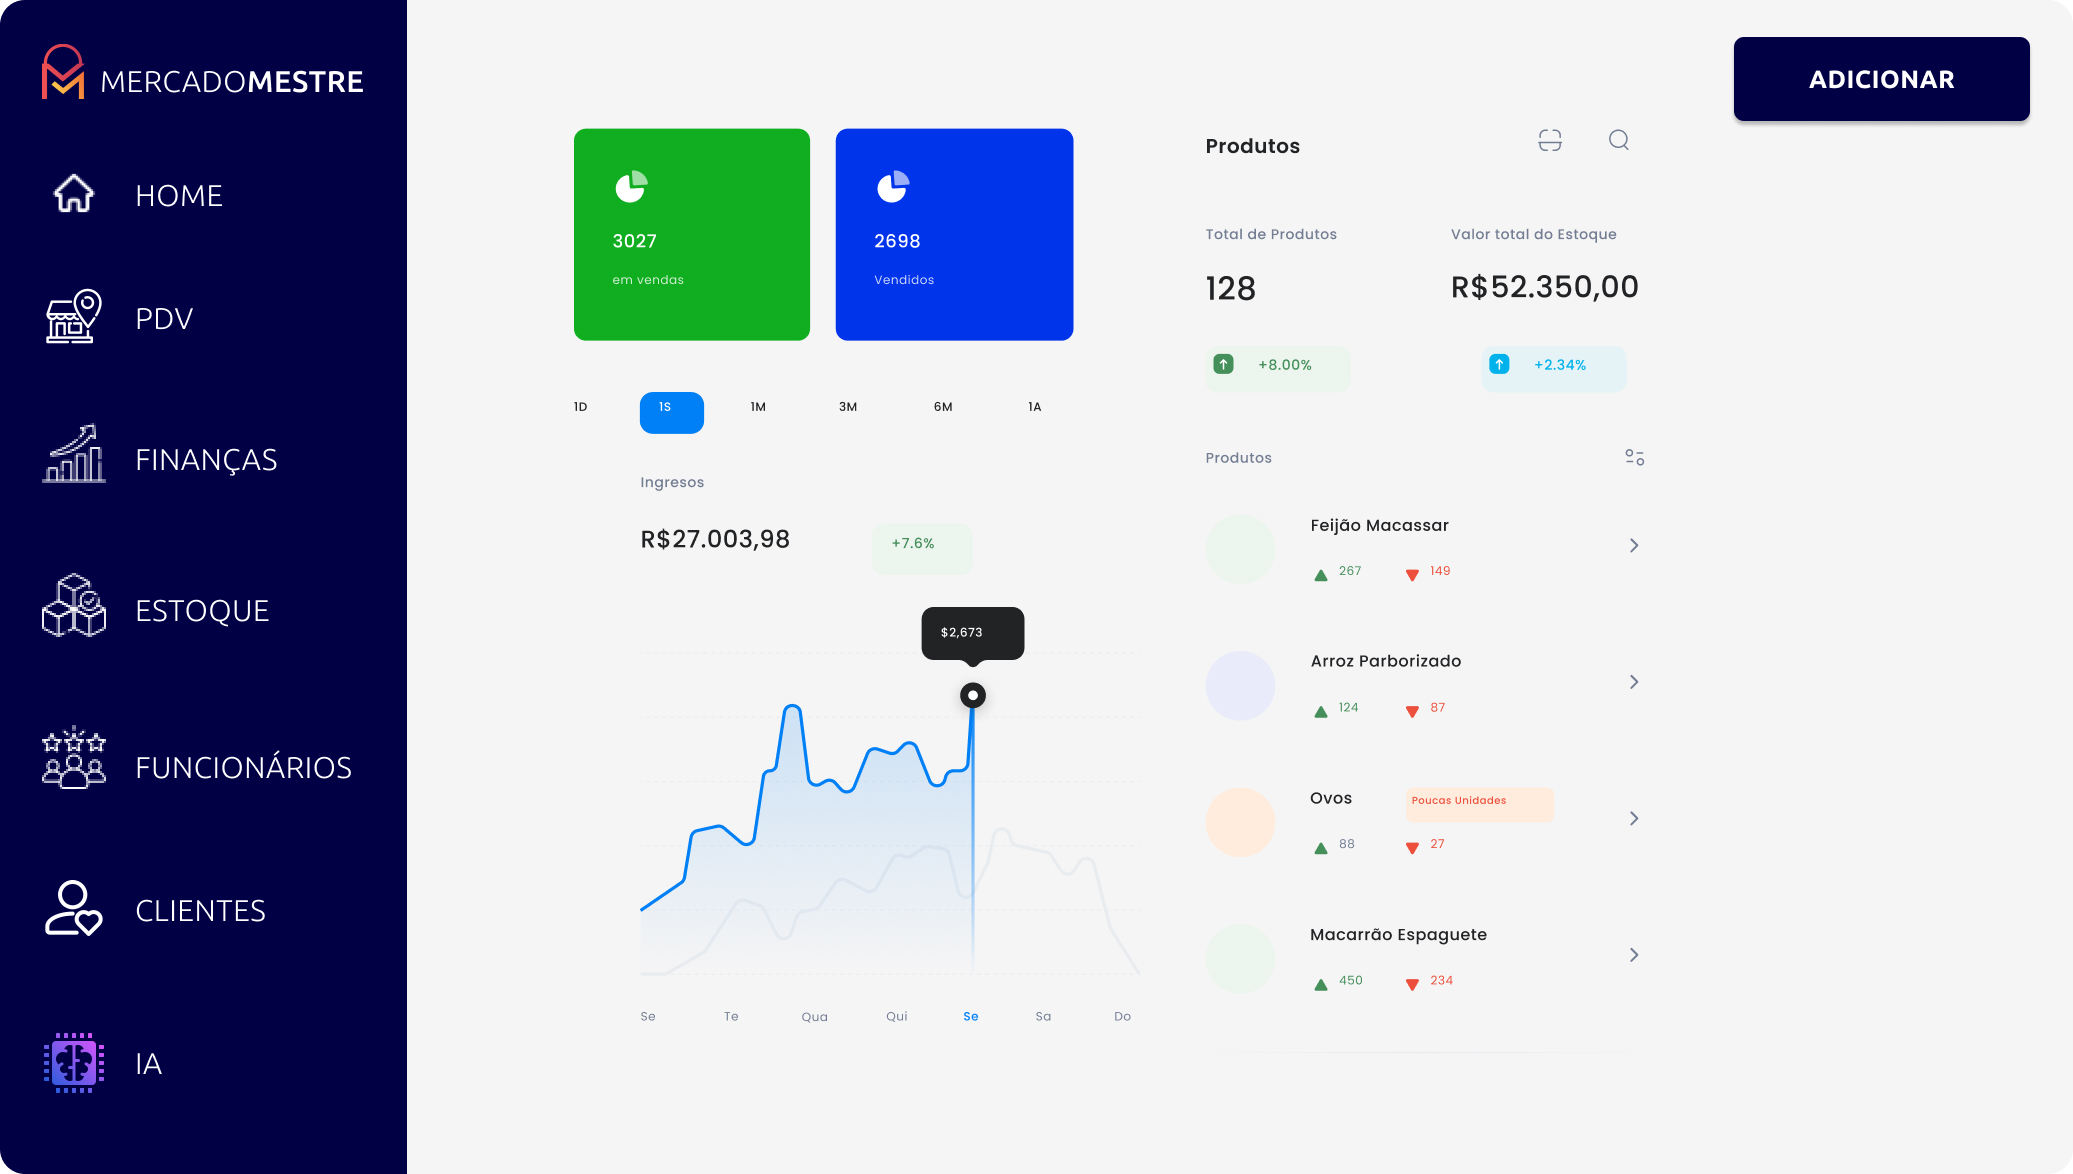 MERCADOMESTRE
HOME
PDV
FINANÇAS
ESTOQUE
FUNCIONÁRIOS
CLIENTES
IA
ADICIONAR
3027
em vendas
2698
Vendidos
1D 1S 1M 3M 6M 1A
Ingresos
R$27.003,98 +7.6%
$2,673
Se Te Qua Qui Se Sa Do
Produtos
Total de Produtos Valor total do Estoque
128 R$52.350,00
+8.00% +2.34%
Produtos
Feijão Macassar
267 149
Arroz Parborizado
124 87
Ovos Poucas Unidades
88 27
Macarrão Espaguete
450 234